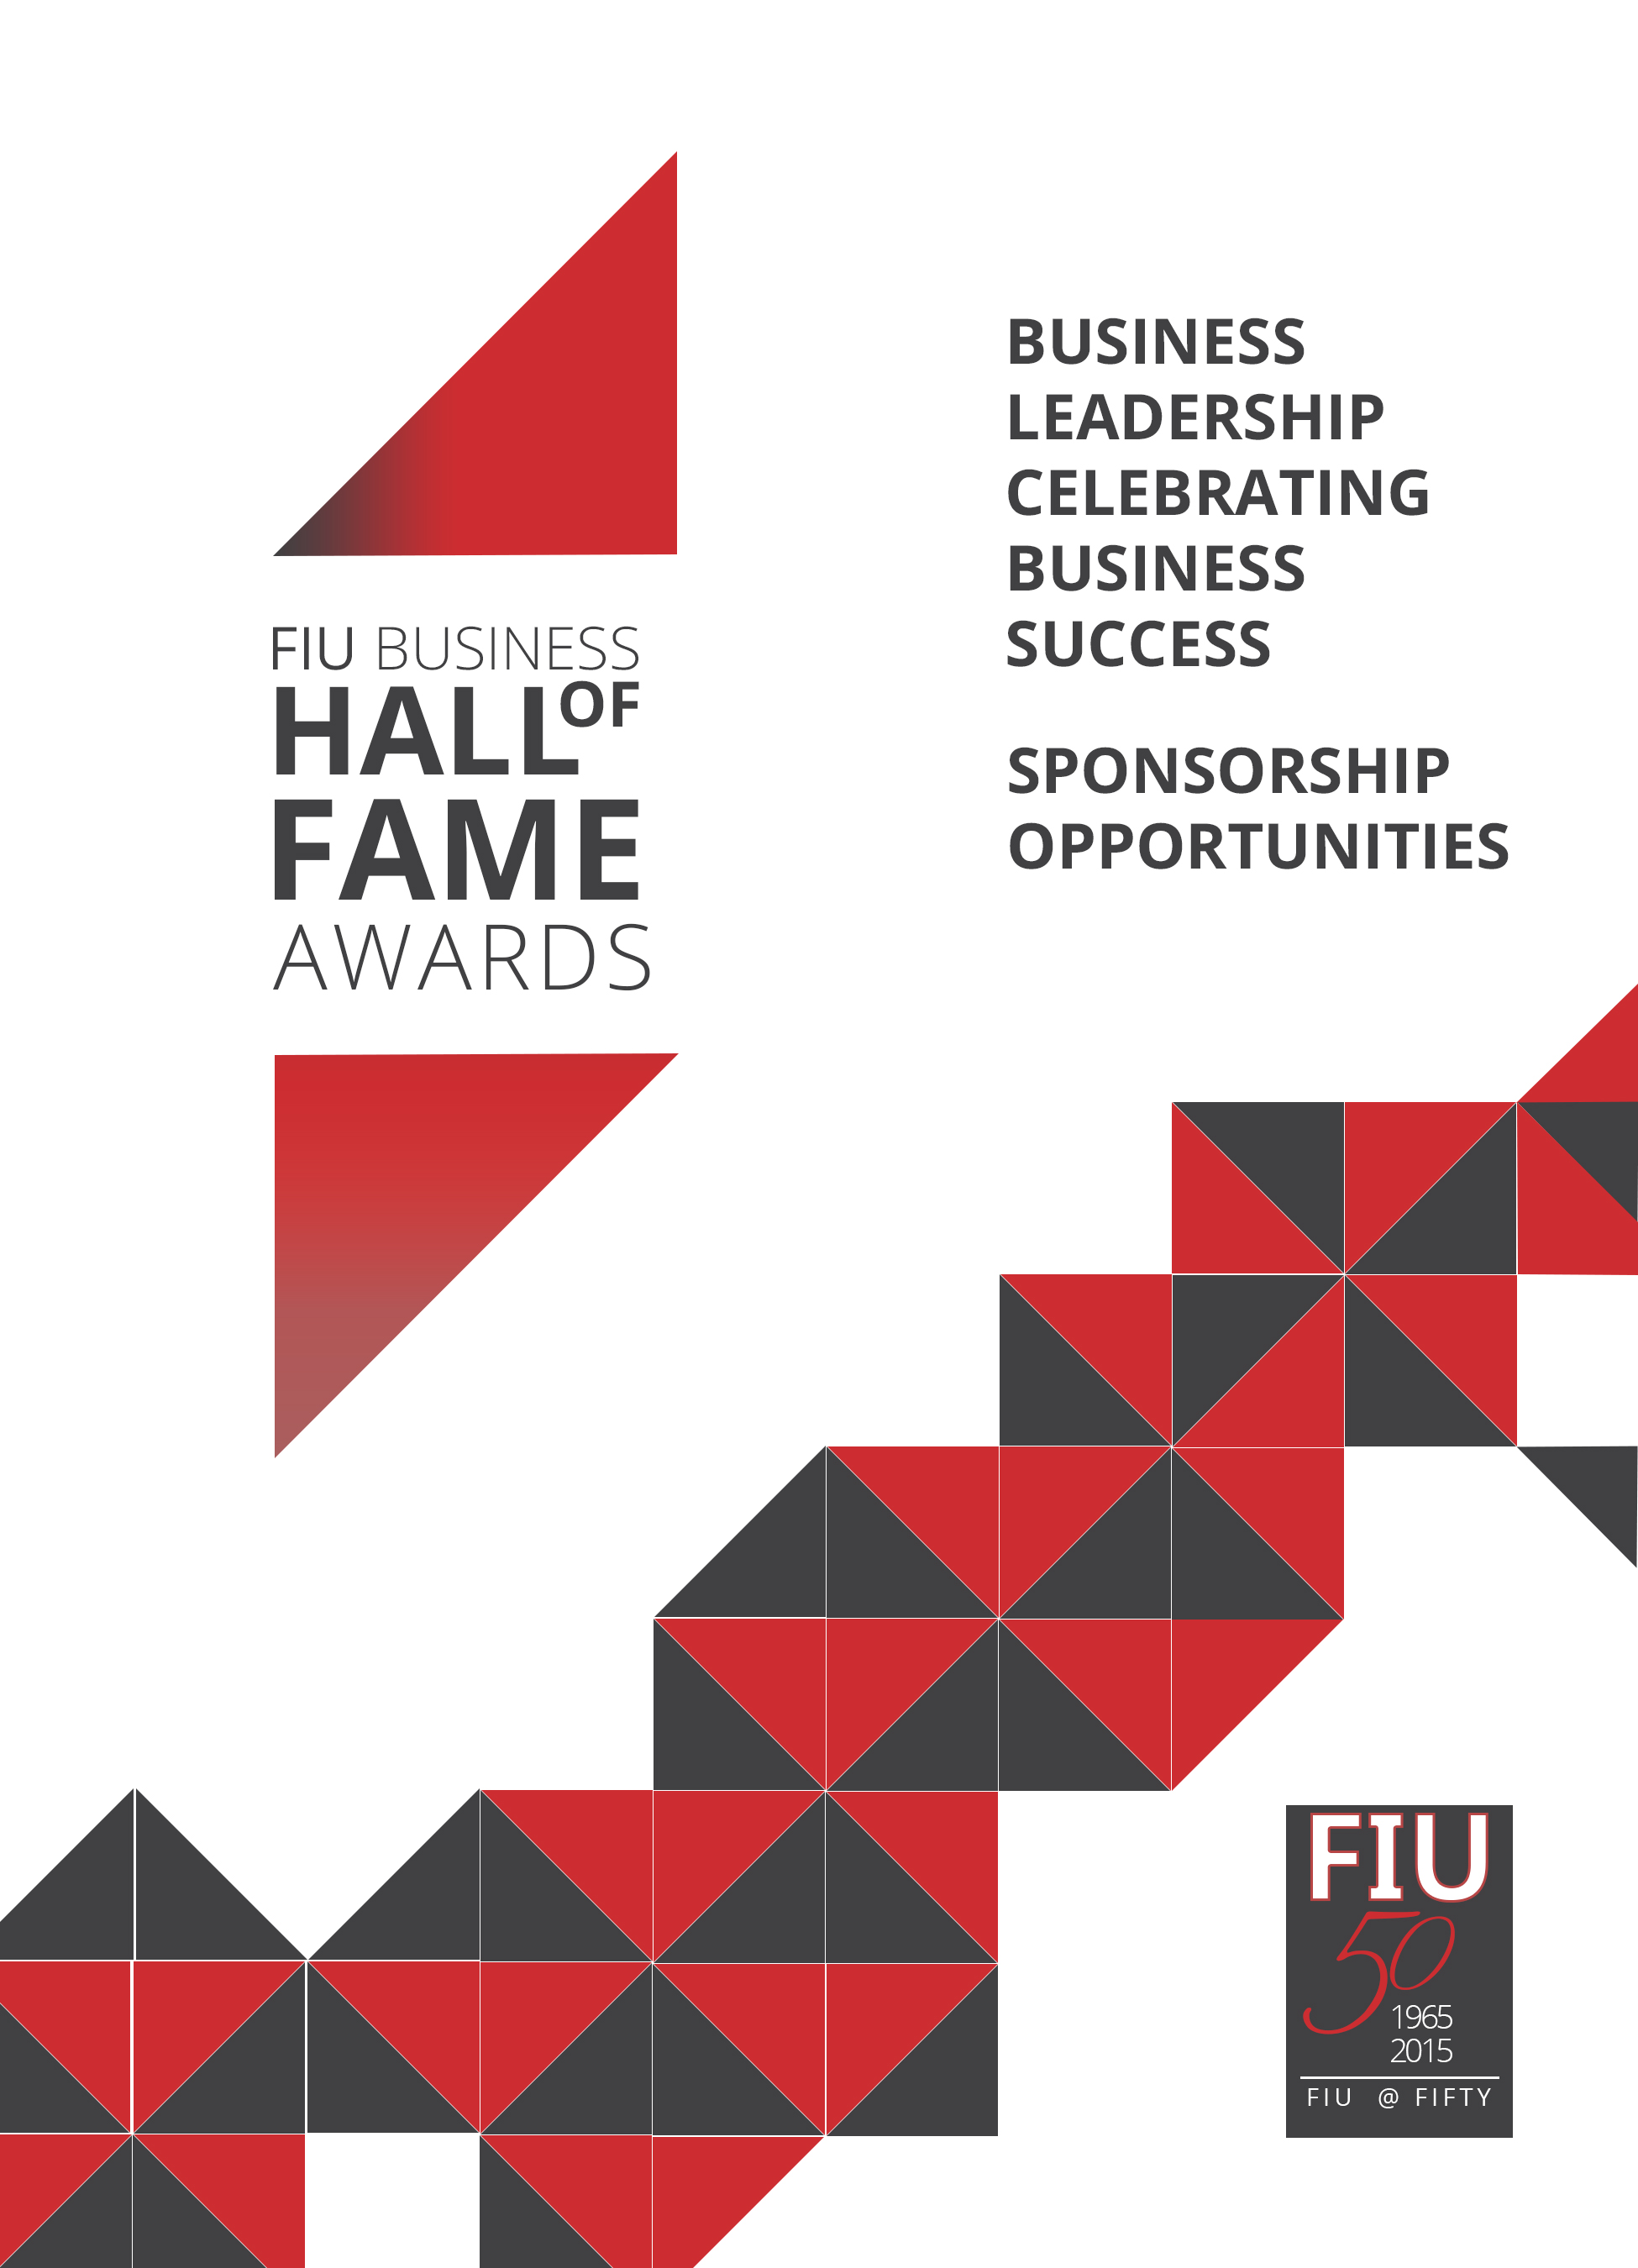 FIU BUSINESS
HALL OF
FAME
AWARDS
BUSINESS
LEADERSHIP
CELEBRATING
BUSINESS
SUCCESS
SPONSORSHIP
OPPORTUNITIES
FIU
50
1965
2015
FIU @ FIFTY